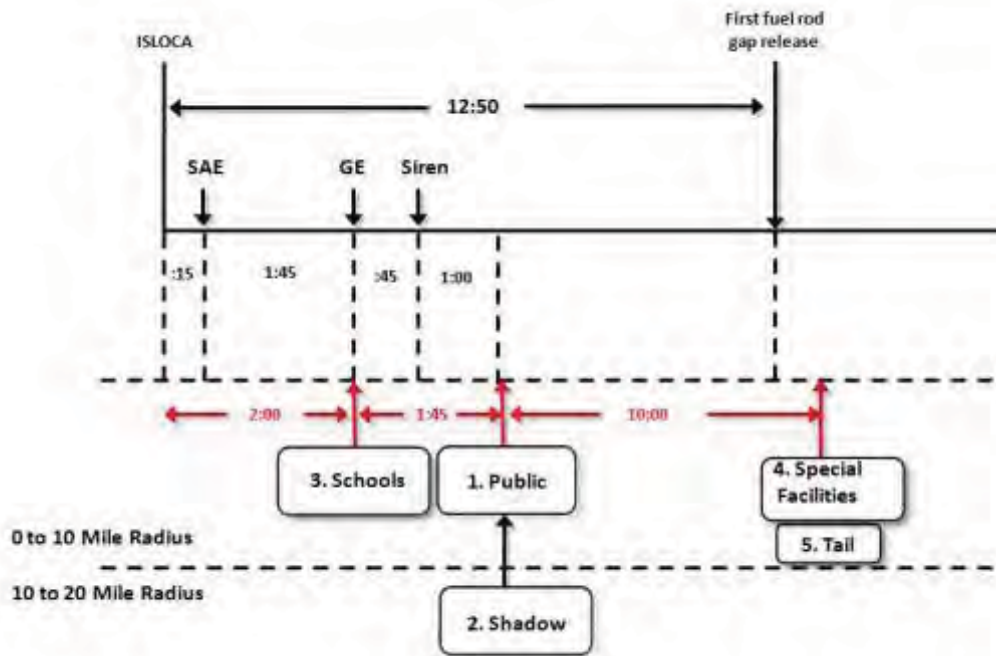 First fuel rod
gap release
ISLOCA
12:50
SAE
GE
Siren
:15
1:45
:45
1:00
2:00
1:45
10:00
3. Schools
1. Public
4. Special
Facilities
5. Tail
0 to 10 Mile Radius
10 to 20 Mile Radius
2. Shadow